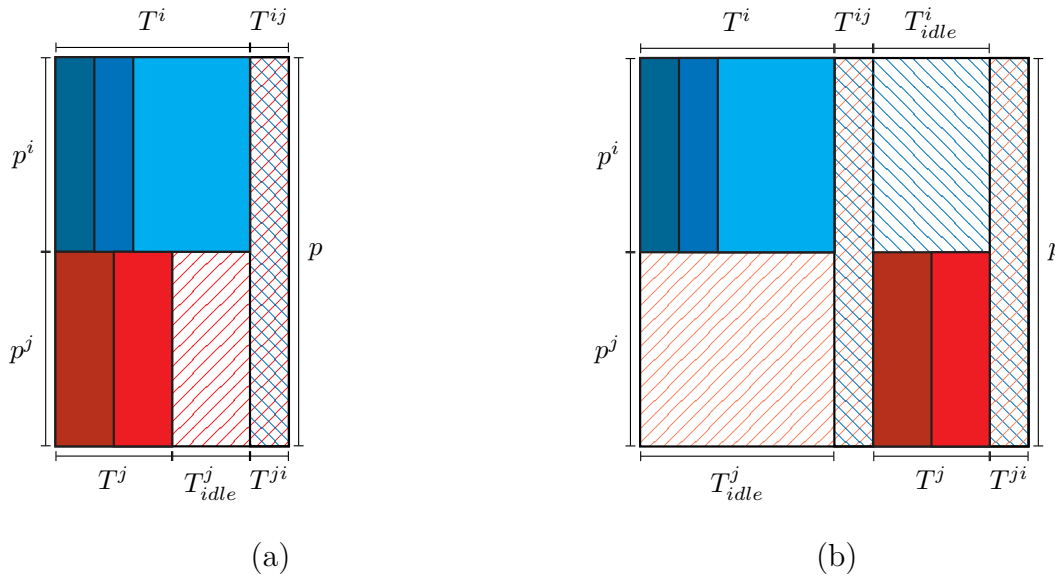 T^i T^{ij}
p^i
p
p^j
T^j T^j_{idle} T^{ji}
(a)
T^i T^{ij} T^i_{idle}
p^i
p
p^j
T^j_{idle} T^j T^{ji}
(b)